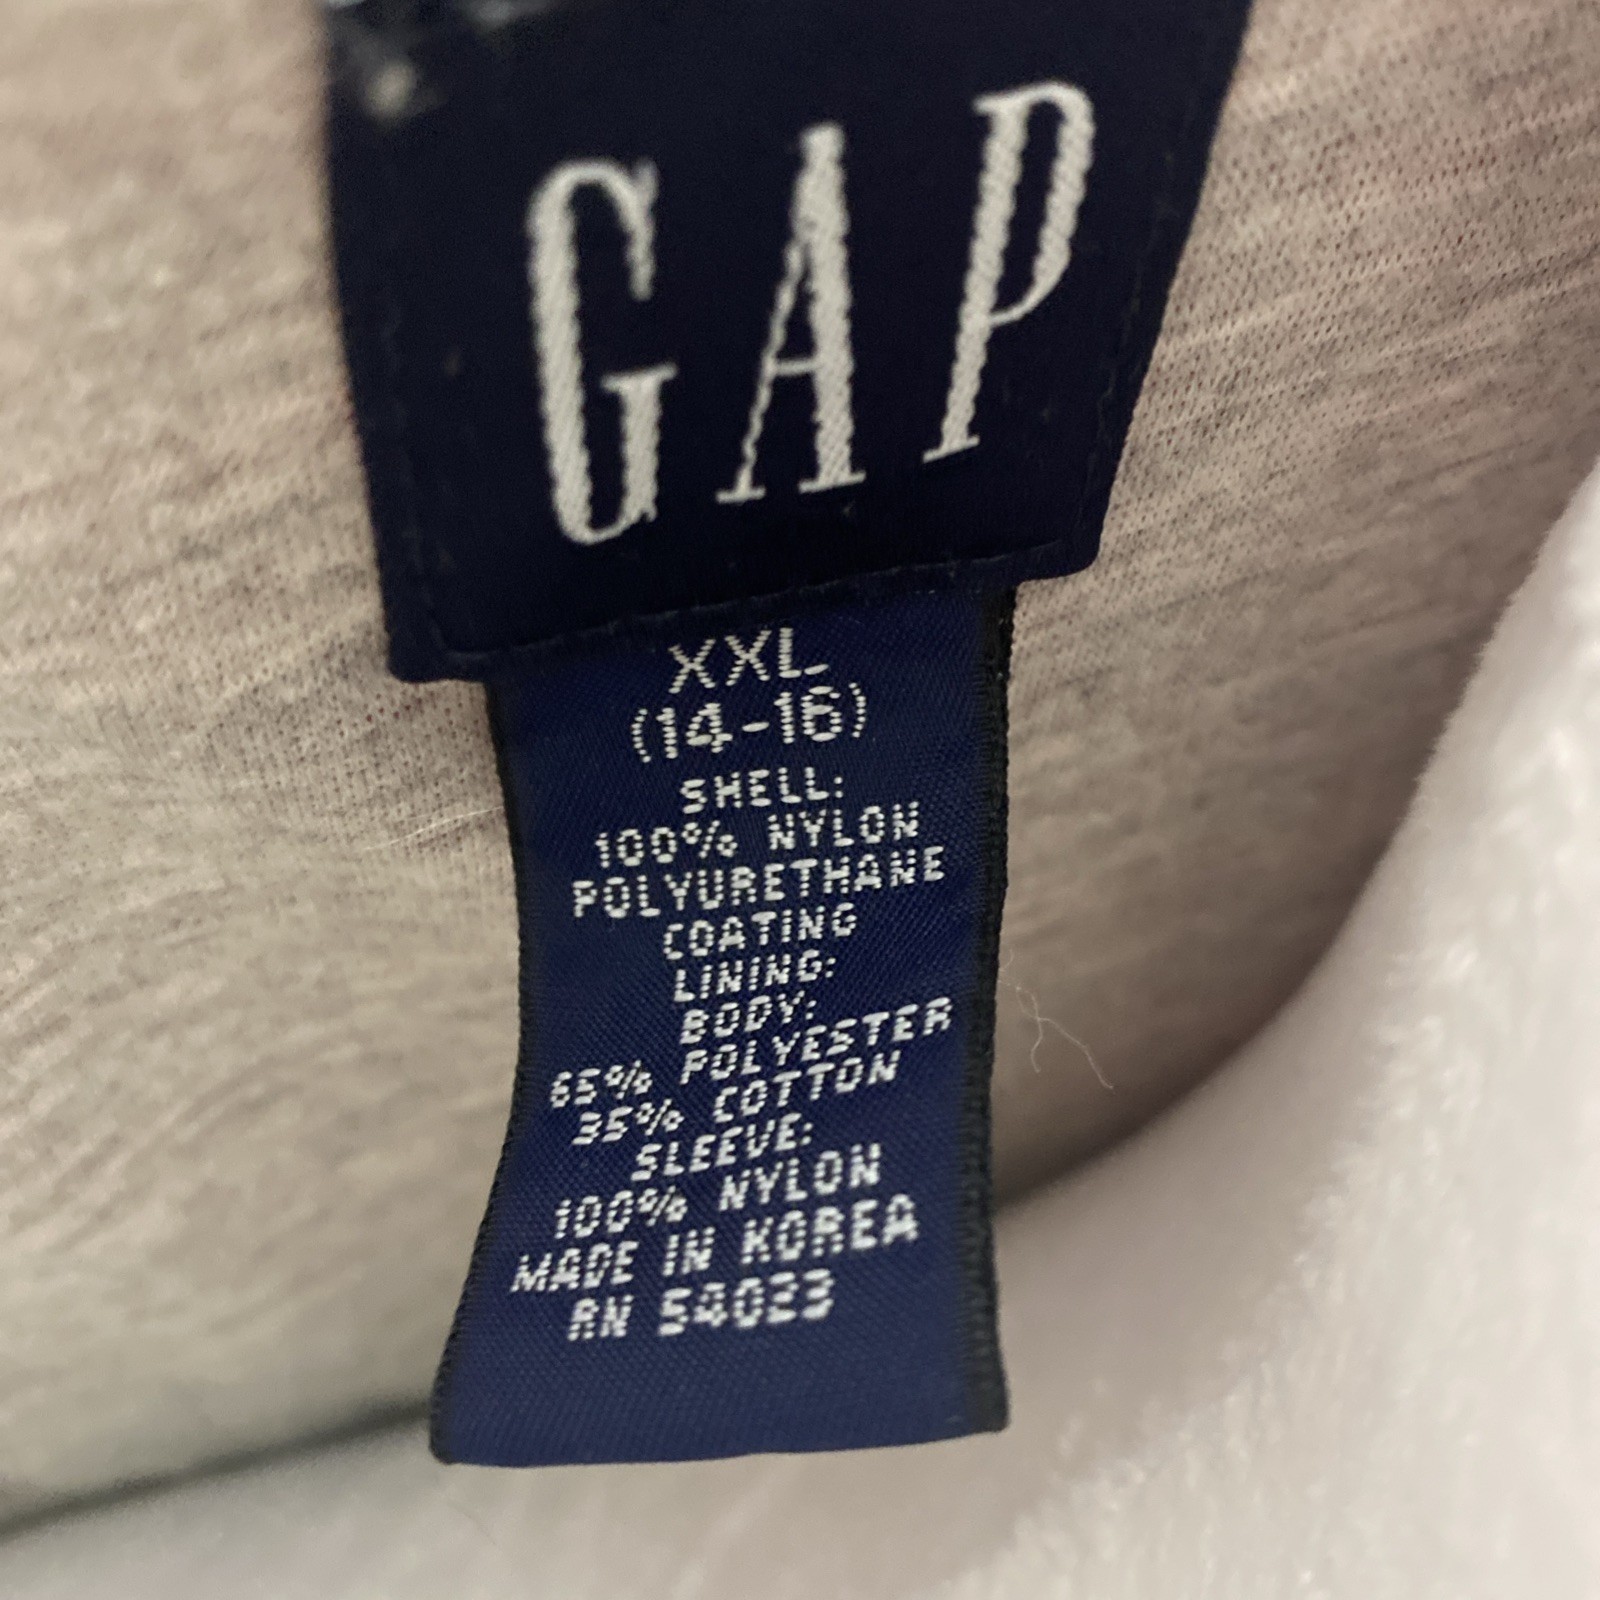 GAP
XXL
(14-16)
SHELL:
100% NYLON
POLYURETHANE
COATING
LINING:
BODY:
65% POLYESTER
35% COTTON
SLEEVE:
100% NYLON
MADE IN KOREA
RN 54023